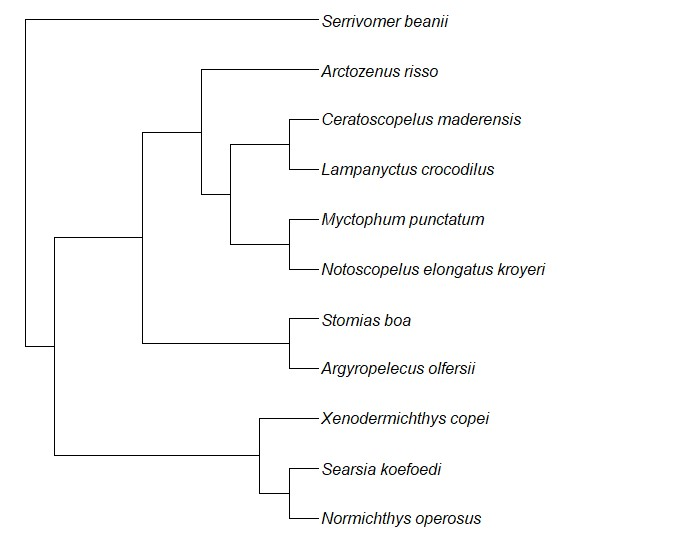 Serrivomer beanii
Arctozenus risso
Ceratoscopelus maderensis
Lampanyctus crocodilus
Myctophum punctatum
Notoscopelus elongatus kroyeri
Stomias boa
Argyropelecus olfersii
Xenodermichthys copei
Searsia koefoedi
Normichthys operosus